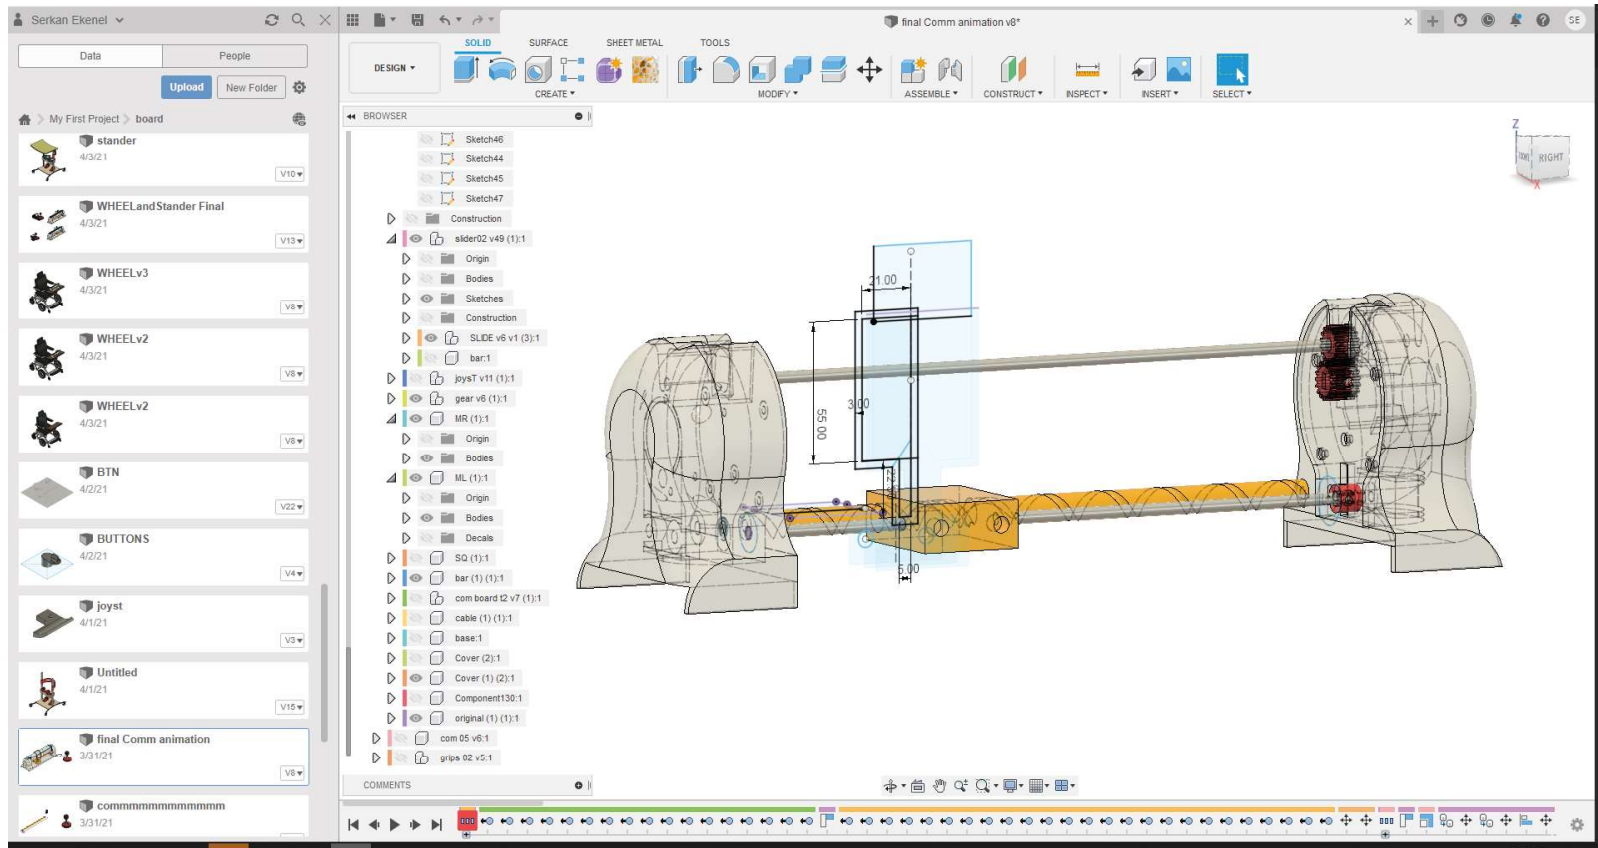 Serkan Ekenel
final Comm animation v8*
SE
Data
People
Upload
New Folder
My First Project
board
stander
4/3/21
V10
WHEELandStander Final
4/3/21
V13
WHEELv3
4/3/21
V6
WHEELv2
4/3/21
V8
WHEELv2
4/3/21
V8
BTN
4/2/21
V22
BUTTONS
4/2/21
V4
joyst
4/1/21
V3
Untitled
4/1/21
V15
final Comm animation
3/31/21
V8
commmmmmmmmmmm
3/31/21
DESIGN
SOLID
SURFACE
SHEET METAL
TOOLS
CREATE
MODIFY
ASSEMBLE
CONSTRUCT
INSPECT
INSERT
SELECT
BROWSER
Sketch46
Sketch44
Sketch45
Sketch47
Construction
slider02 v49 (1):1
Origin
Bodies
Sketches
Construction
SLIDE v6 v1 (3):1
bar:1
joysT v11 (1):1
gear v6 (1):1
MR (1):1
Origin
Bodies
ML (1):1
Origin
Bodies
Decals
SQ (1):1
bar (1) (1):1
com board t2 v7 (1):1
cable (1) (1):1
base:1
Cover (2):1
Cover (1) (2):1
Component130:1
original (1) (1):1
com 05 v6:1
grips 02 v5:1
COMMENTS
21.00
3.00
55.00
5.00
Z
RIGHT
X